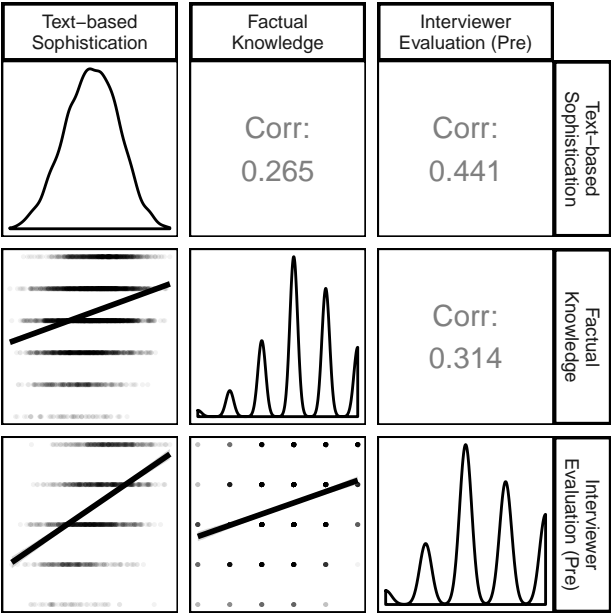 Text−based
Sophistication
Factual
Knowledge
Interviewer
Evaluation (Pre)
Corr:
0.265
Corr:
0.441
Text−based
Sophistication
Corr:
0.314
Factual
Knowledge
Interviewer
Evaluation (Pre)